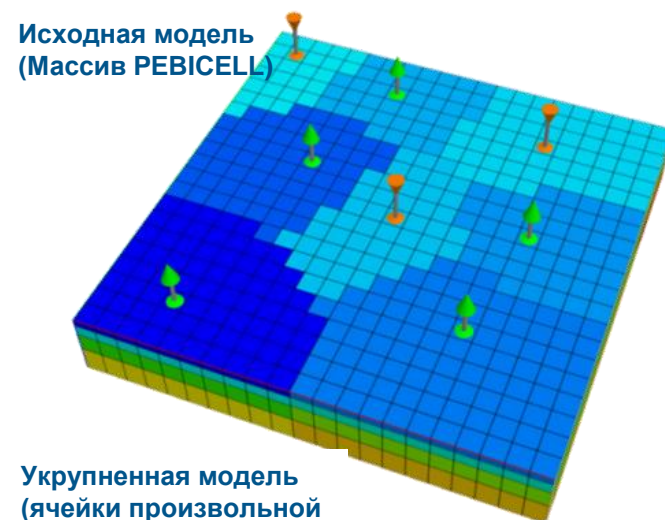 Исходная модель
(Массив PEBICELL)
Укрупненная модель
(ячейки произвольной